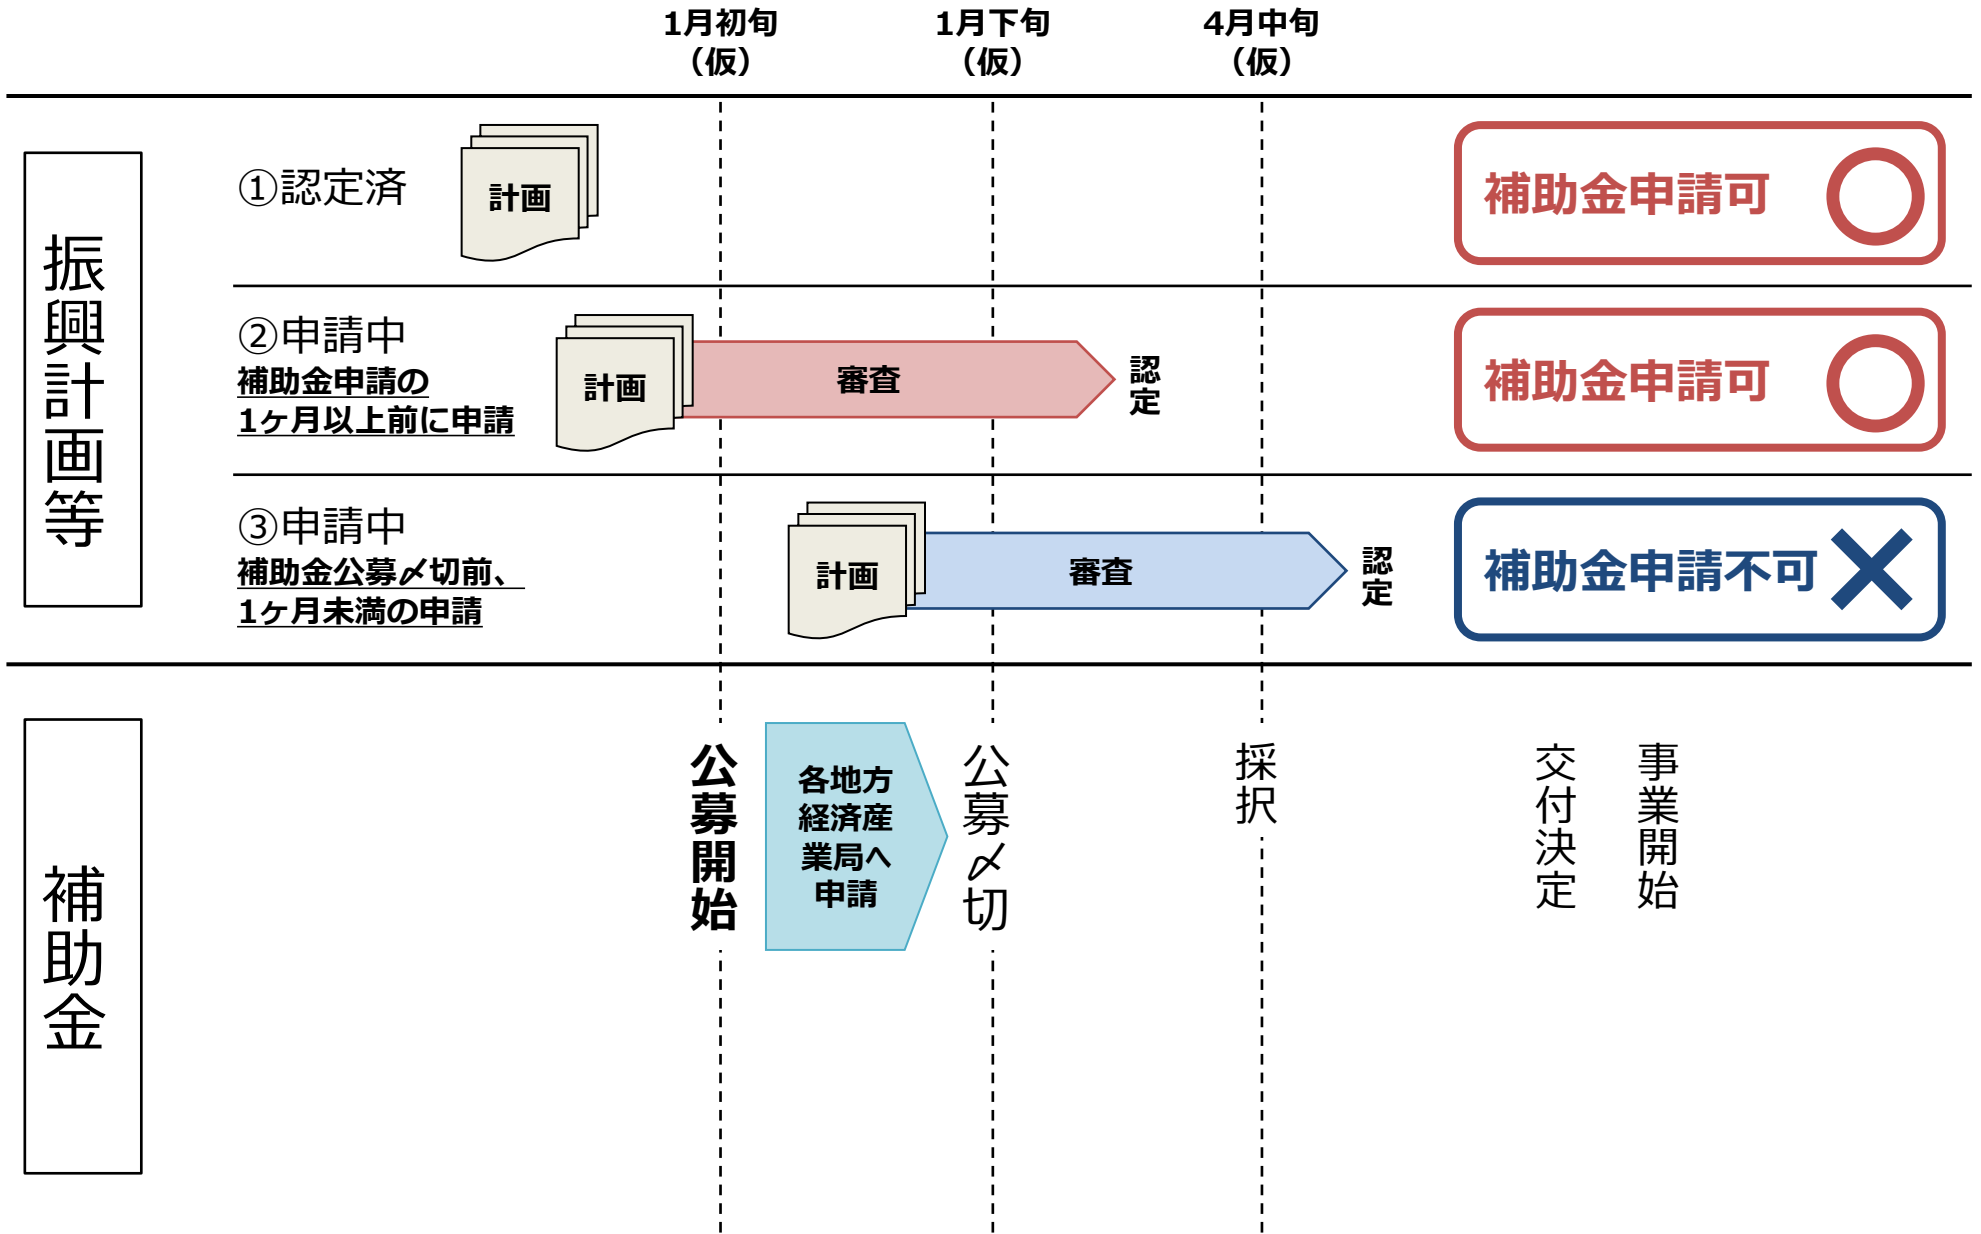 1月初旬
（仮）
1月下旬
（仮）
4月中旬
（仮）
振興計画等
①認定済
計画
補助金申請可
②申請中
補助金申請の
1ヶ月以上前に申請
計画
審査
認定
補助金申請可
③申請中
補助金公募〆切前、
1ヶ月未満の申請
計画
審査
認定
補助金申請不可
補助金
公募開始
各地方
経済産
業局へ
申請
公募〆切
採択
交付決定
事業開始